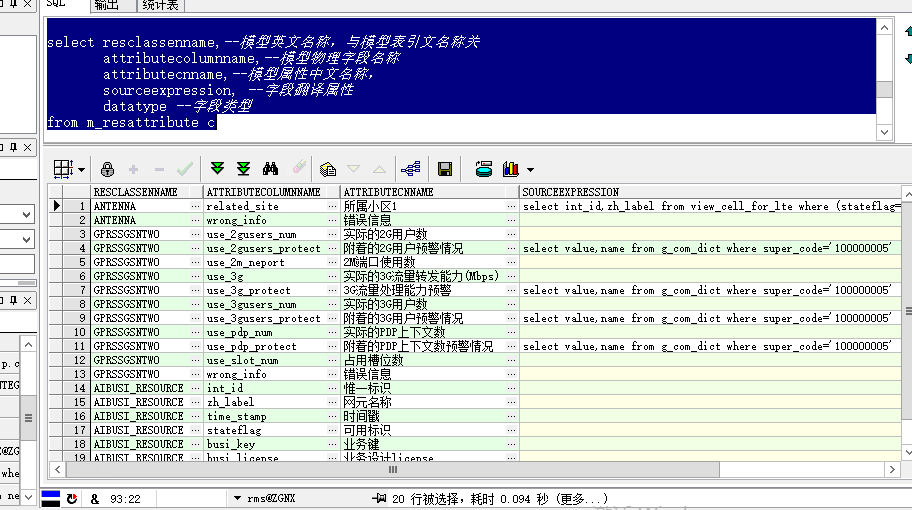 SQL 输出 统计表
select resclassenname,--模型英文名称，与模型表引文名称关
attributecolumnname,--模型物理字段名称
attributecnname,--模型属性中文名称，
sourceexpression, --字段翻译属性
datatype --字段类型
from m_resattribute c
RESCLASSENNAME ATTRIBUTECOLUMNNAME ATTRIBUTECNNAME SOURCEEXPRESSION
1 ANTENNA related_site 所属小区1 select int_id,zh_label from view_cell_for_lte where (stateflag=
2 ANTENNA wrong_info 错误信息
3 GPRSSGSNTWO use_2gusers_num 实际的2G用户数
4 GPRSSGSNTWO use_2gusers_protect 附着的2G用户预警情况 select value,name from g_com_dict where super_code='100000005'
5 GPRSSGSNTWO use_2m_neport 2M端口使用数
6 GPRSSGSNTWO use_3g 实际的3G流量转发能力(Mbps)
7 GPRSSGSNTWO use_3g_protect 3G流量处理能力预警 select value,name from g_com_dict where super_code='100000005'
8 GPRSSGSNTWO use_3gusers_num 实际的3G用户数
9 GPRSSGSNTWO use_3gusers_protect 附着的3G用户预警情况 select value,name from g_com_dict where super_code='100000005'
10 GPRSSGSNTWO use_pdp_num 实际的PDP上下文数
11 GPRSSGSNTWO use_pdp_protect 附着的PDP上下文数预警情况 select value,name from g_com_dict where super_code='100000005'
12 GPRSSGSNTWO use_slot_num 占用槽位数
13 GPRSSGSNTWO wrong_info 错误信息
14 AIBUSI_RESOURCE int_id 惟一标识
15 AIBUSI_RESOURCE zh_label 网元名称
16 AIBUSI_RESOURCE time_stamp 时间戳
17 AIBUSI_RESOURCE stateflag 可用标识
18 AIBUSI_RESOURCE busi_key 业务键
19 AIBUSI_RESOURCE busi_license 业务设计license
& 93:22 rms@ZGNX 20 行被选择，耗时 0.094 秒 (更多...)